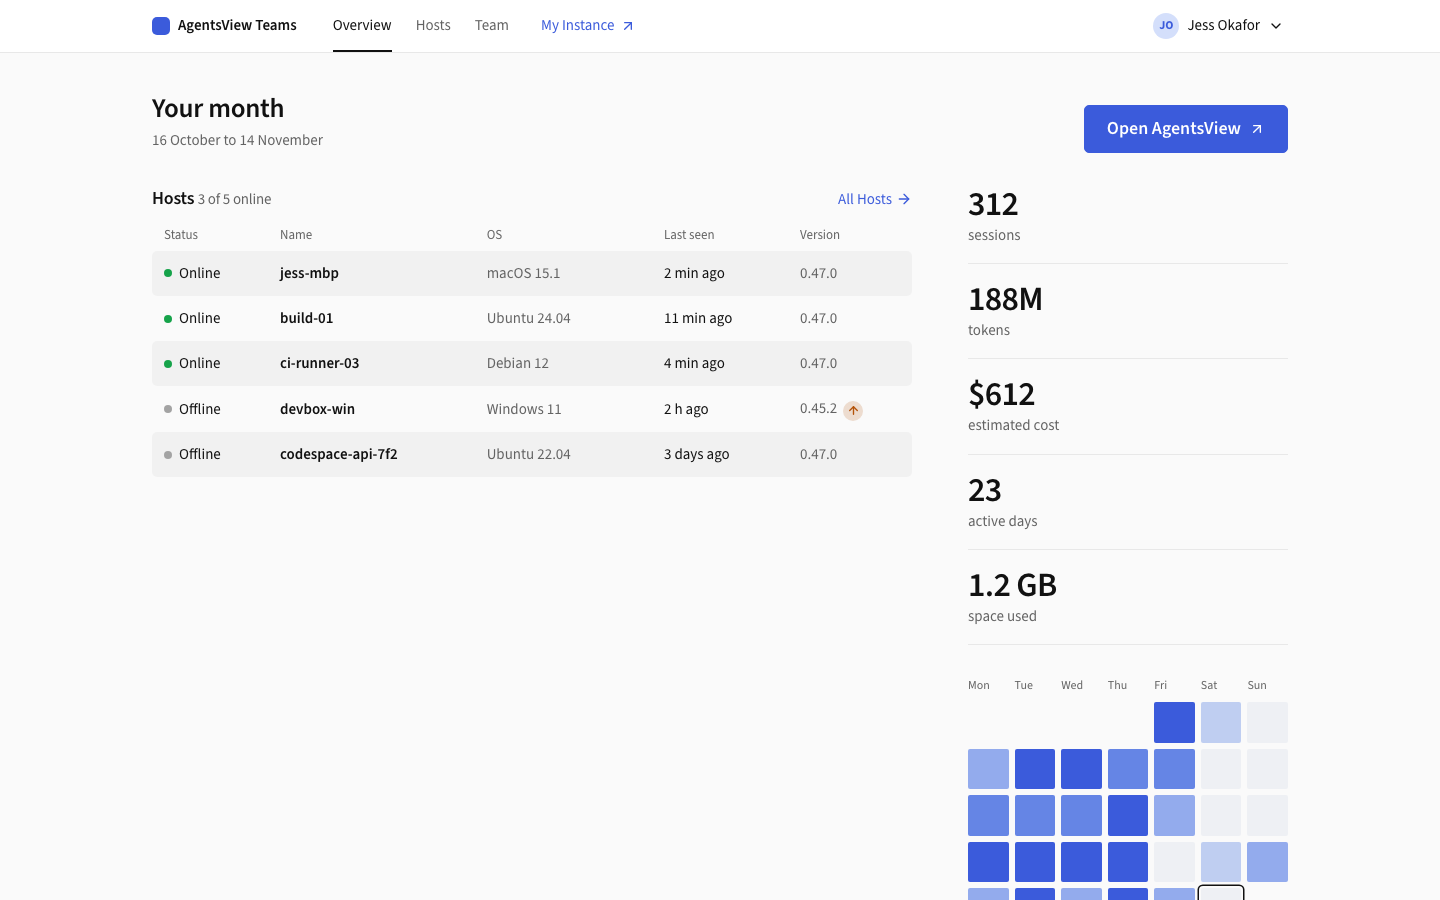 AgentsView Teams Overview Hosts Team My Instance JO Jess Okafor
Your month
16 October to 14 November
Open AgentsView
Hosts 3 of 5 online All Hosts
Status Name OS Last seen Version
Online jess-mbp macOS 15.1 2 min ago 0.47.0
Online build-01 Ubuntu 24.04 11 min ago 0.47.0
Online ci-runner-03 Debian 12 4 min ago 0.47.0
Offline devbox-win Windows 11 2 h ago 0.45.2
Offline codespace-api-7f2 Ubuntu 22.04 3 days ago 0.47.0
312
sessions
188M
tokens
$612
estimated cost
23
active days
1.2 GB
space used
Mon Tue Wed Thu Fri Sat Sun